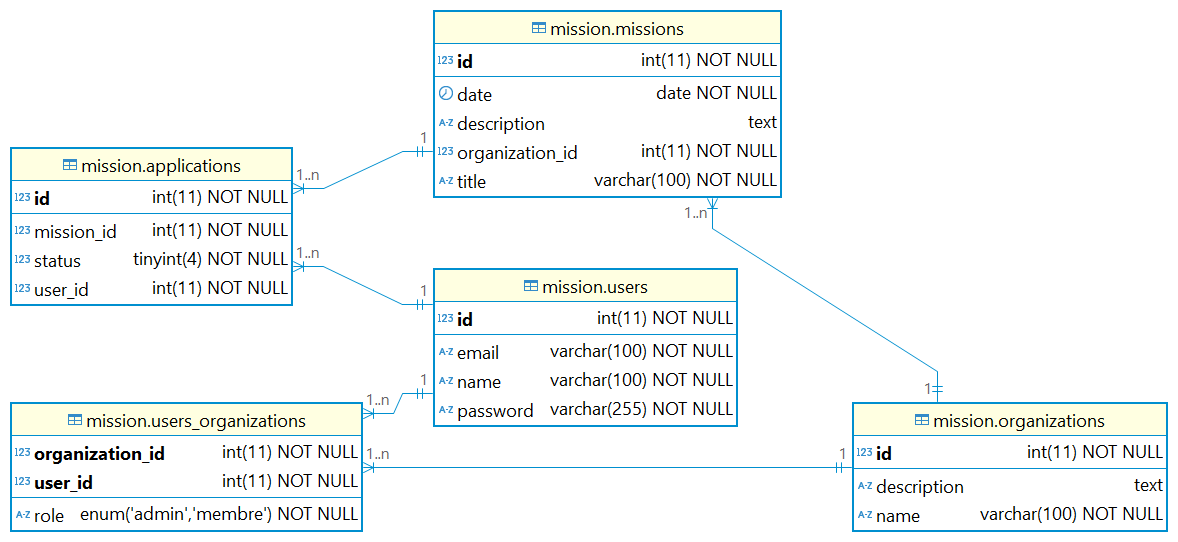 mission.missions
123 id int(11) NOT NULL
date date NOT NULL
A-Z description text
123 organization_id int(11) NOT NULL
A-Z title varchar(100) NOT NULL
1
1..n
1..n
mission.applications
123 id int(11) NOT NULL
123 mission_id int(11) NOT NULL
123 status tinyint(4) NOT NULL
123 user_id int(11) NOT NULL
1..n
1
mission.users
123 id int(11) NOT NULL
A-Z email varchar(100) NOT NULL
A-Z name varchar(100) NOT NULL
A-Z password varchar(255) NOT NULL
1
1..n
1
mission.users_organizations
123 organization_id int(11) NOT NULL
123 user_id int(11) NOT NULL
A-Z role enum('admin','membre') NOT NULL
1..n
1
mission.organizations
123 id int(11) NOT NULL
A-Z description text
A-Z name varchar(100) NOT NULL